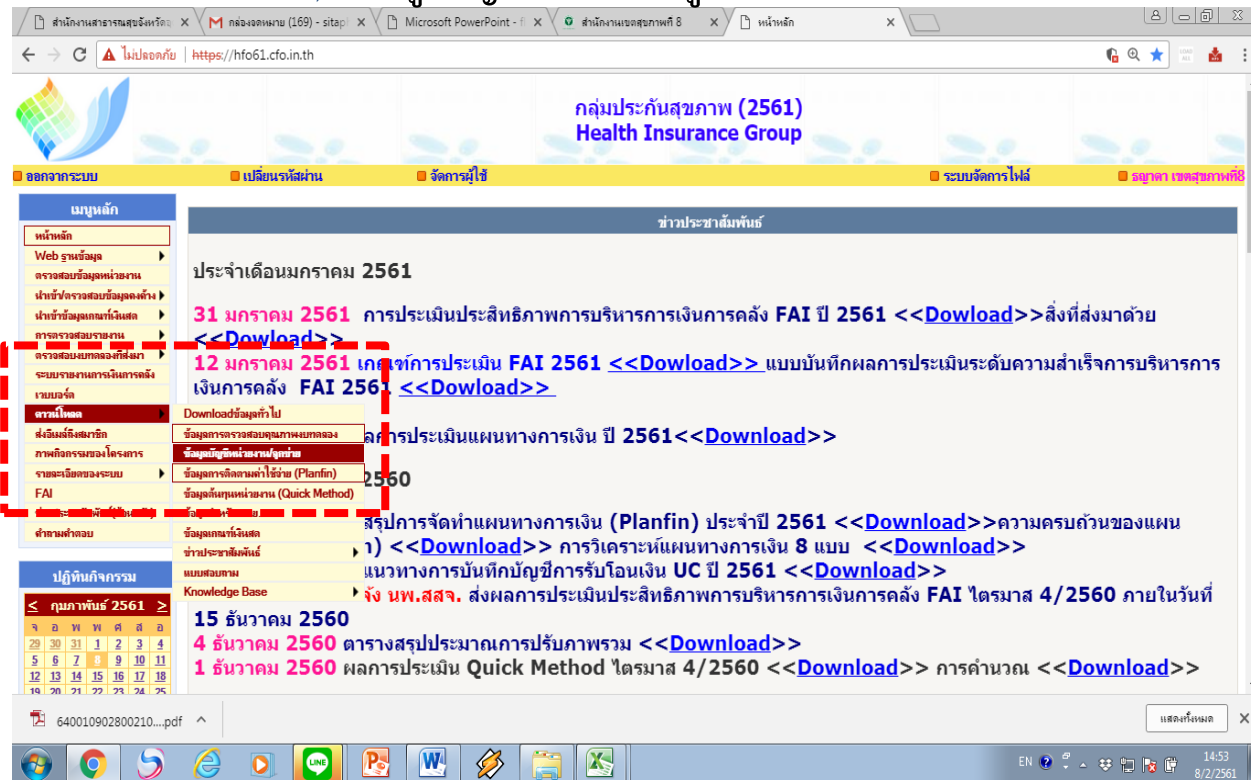 สำนักงานสาธารณสุขจังหวัดอุ
กล่องจดหมาย (169) - sitap
Microsoft PowerPoint - f
สำนักงานเขตสุขภาพที่ 8
หน้าหลัก
ไม่ปลอดภัย | https://hfo61.cfo.in.th
กลุ่มประกันสุขภาพ (2561)
Health Insurance Group
ออกจากระบบ
เปลี่ยนรหัสผ่าน
จัดการผู้ใช้
ระบบจัดการไฟล์
ธญาดา เขตสุขภาพที่8
เมนูหลัก
หน้าหลัก
Web ฐานข้อมูล
ตรวจสอบข้อมูลหน่วยงาน
นำเข้า/ตรวจสอบข้อมูลคงค้าง
นำเข้าข้อมูลเกณฑ์เงินสด
การตรวจสอบรายงาน
ตรวจสอบงบทดลองที่ส่งมา
ระบบรายงานการเงินการคลัง
เวบบอร์ด
ดาวน์โหลด
ส่งอีเมล์ถึงสมาชิก
ภาพกิจกรรมของโครงการ
รายละเอียดของระบบ
FAI
คำถามคำตอบ
Downloadข้อมูลทั่วไป
ข้อมูลการตรวจสอบคุณภาพงบทดลอง
ข้อมูลบัญชีหน่วยงาน/ลูกข่าย
ข้อมูลการติดตามค่าใช้จ่าย (Planfin)
ข้อมูลต้นทุนหน่วยงาน (Quick Method)
ข้อมูลเกณฑ์เงินสด
ข่าวประชาสัมพันธ์
แบบสอบถาม
Knowledge Base
ข่าวประชาสัมพันธ์
ประจำเดือนมกราคม 2561
31 มกราคม 2561 การประเมินประสิทธิภาพการบริหารการเงินการคลัง FAI ปี 2561 <<Dowload>>สิ่งที่ส่งมาด้วย
<<Dowload>>
12 มกราคม 2561 เกณฑ์การประเมิน FAI 2561 <<Dowload>> แบบบันทึกผลการประเมินระดับความสำเร็จการบริหารการ
เงินการคลัง FAI 2561 <<Dowload>>
ผลการประเมินแผนทางการเงิน ปี 2561<<Download>>
2560
สรุปการจัดทำแผนทางการเงิน (Planfin) ประจำปี 2561 <<Download>>ความครบถ้วนของแผน
<<Download>> การวิเคราะห์แผนทางการเงิน 8 แบบ <<Download>>
แนวทางการบันทึกบัญชีการรับโอนเงิน UC ปี 2561 <<Download>>
นพ.สสจ. ส่งผลการประเมินประสิทธิภาพการบริหารการเงินการคลัง FAI ไตรมาส 4/2560 ภายในวันที่
15 ธันวาคม 2560
4 ธันวาคม 2560 ตารางสรุปประมาณการปรับภาพรวม <<Download>>
1 ธันวาคม 2560 ผลการประเมิน Quick Method ไตรมาส 4/2560 <<Download>> การคำนวณ <<Download>>
ปฏิทินกิจกรรม
< กุมภาพันธ์ 2561 >
จ อ พ พ ศ ส อ
29 30 31 1 2 3 4
5 6 7 8 9 10 11
12 13 14 15 16 17 18
19 20 21 22 23 24 25
640010902800210....pdf
แสดงทั้งหมด
EN
14:53
8/2/2561